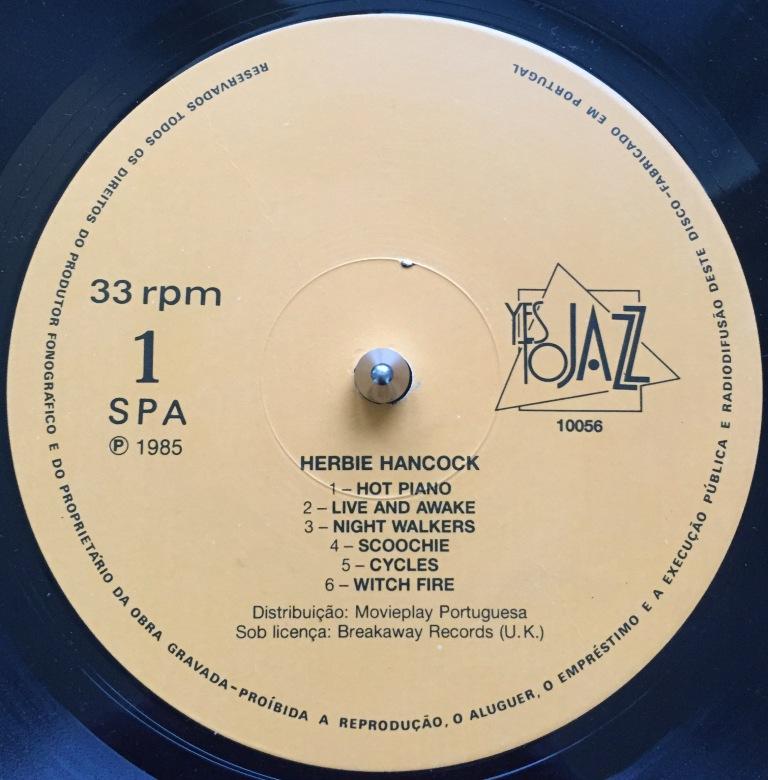 RESERVADOS TODOS OS DIREITOS DO PRODUTOR FONOGRÁFICO E DO PROPRIETÁRIO DA OBRA GRAVADA-PROÍBIDA A REPRODUÇÃO, O ALUGUER, O EMPRÉSTIMO E A EXECUÇÃO PÚBLICA E RADIODIFUSÃO DESTE DISCO-FABRICADO EM PORTUGAL
33 rpm
1
SPA
℗ 1985
YES
TO JAZZ
10056
HERBIE HANCOCK
1 – HOT PIANO
2 – LIVE AND AWAKE
3 – NIGHT WALKERS
4 – SCOOCHIE
5 – CYCLES
6 – WITCH FIRE
Distribuição: Movieplay Portuguesa
Sob licença: Breakaway Records (U.K.)